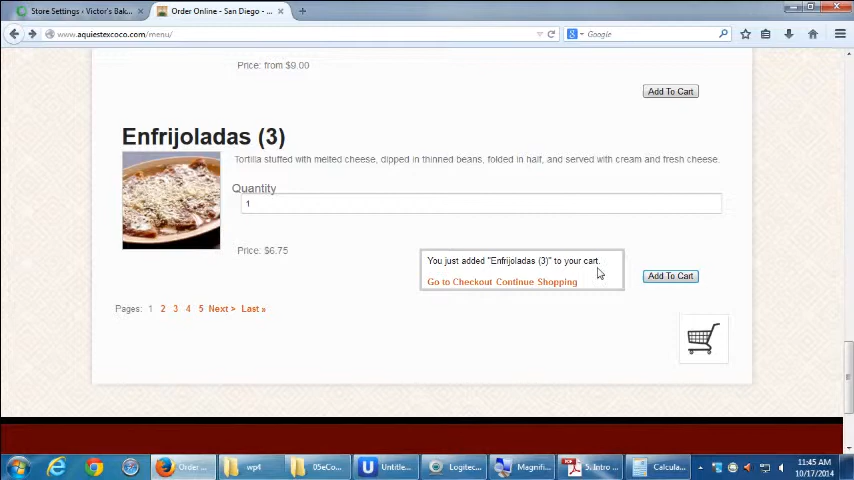 Store Settings ‹ Victor's Bak...
Order Online - San Diego - ...
www.aquiestexcoco.com/menu/
Google
Price: from $9.00
Add To Cart
Enfrijoladas (3)
Tortilla stuffed with melted cheese, dipped in thinned beans, folded in half, and served with cream and fresh cheese.
Quantity
1
Price: $6.75
You just added "Enfrijoladas (3)" to your cart.
Go to Checkout Continue Shopping
Add To Cart
Pages: 1 2 3 4 5 Next > Last »
Order ...
wp4
05eCo...
Untitle...
Logitec...
Magnifi...
5. Intro ...
Calcula...
11:45 AM
10/17/2014